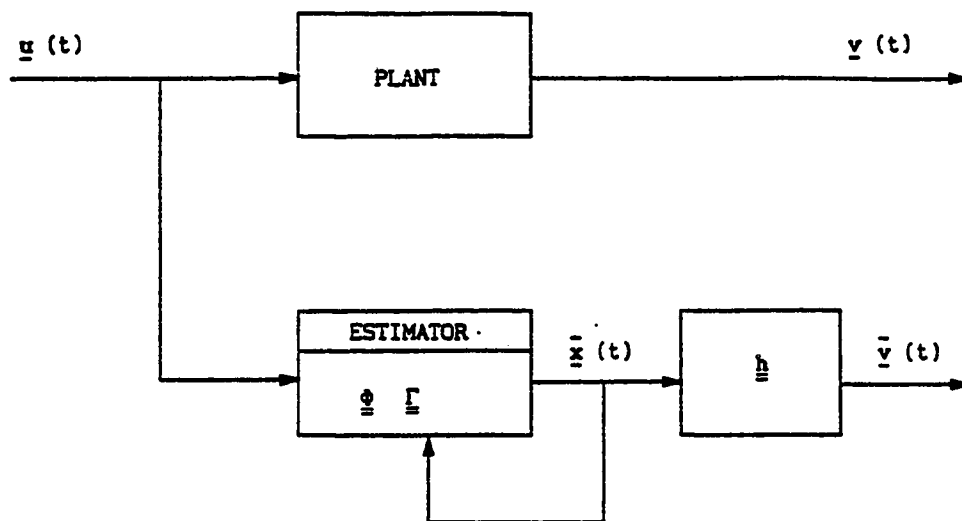 u (t)
v (t)
PLANT
ESTIMATOR
x̄ (t)
v̄ (t)
h
Φ Γ